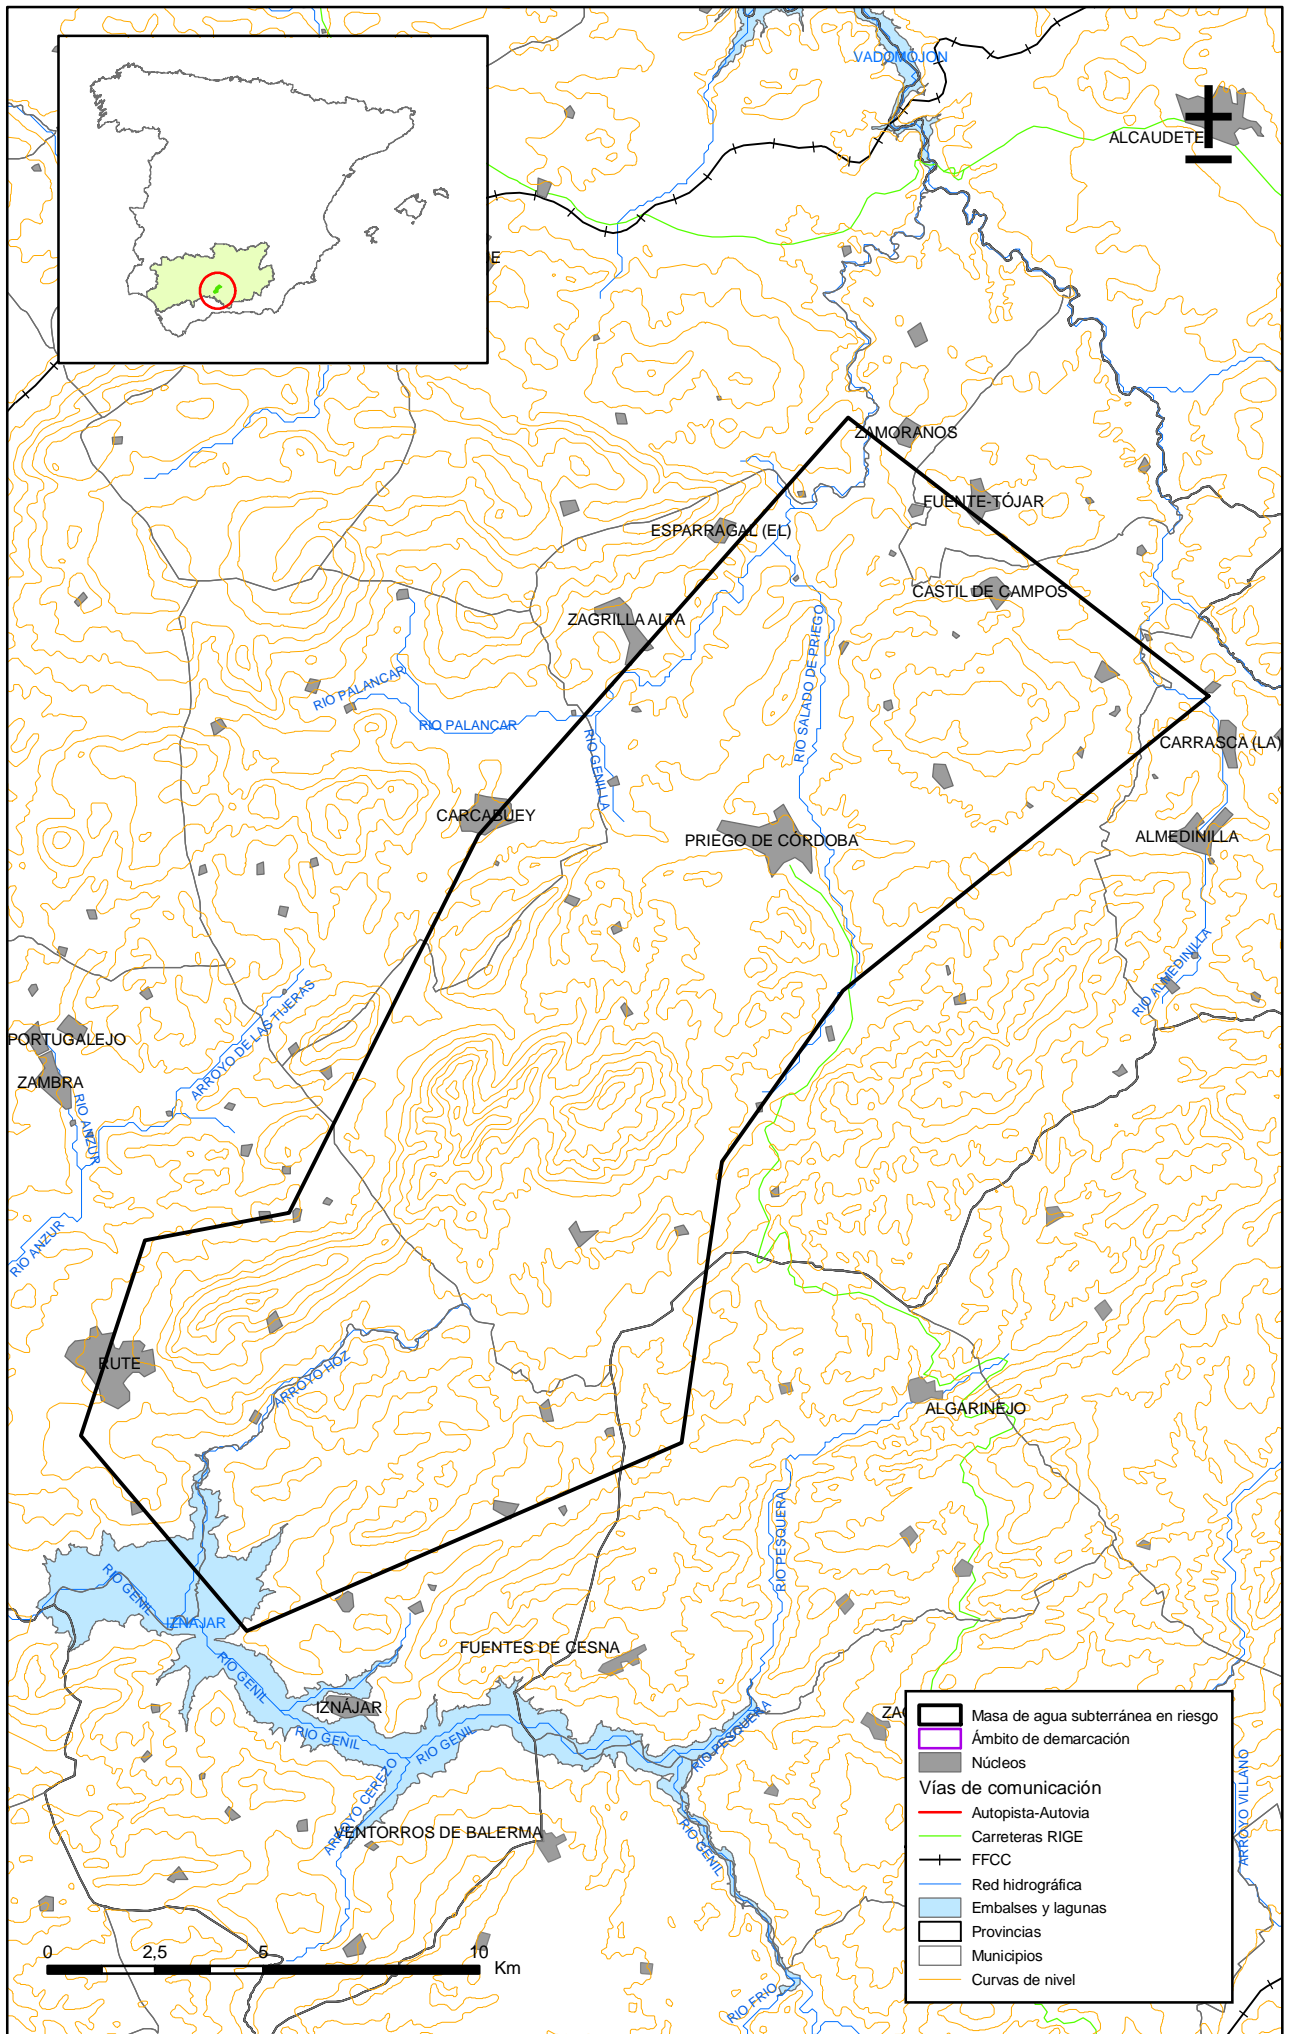 VADOMOJON
ALCAUDETE
E
ZAMORANOS
FUENTE-TÓJAR
ESPARRAGAL (EL)
CASTIL DE CAMPOS
ZAGRILLA ALTA
RIO SALADO DE PRIEGO
RIO PALANCAR
RIO PALANCAR
RIO GENILLA
CARRASCA (LA)
CARCABUEY
PRIEGO DE CÓRDOBA
ALMEDINILLA
RIO ALMEDINILLA
ARROYO DE LAS TIJERAS
PORTUGALEJO
ZAMBRA
RIO ANZUR
RIO ANZUR
RUTE
ARROYO HOZ
ALGARINEJO
RIO PESQUERA
RIO GENIL
IZNAJAR
FUENTES DE CESNA
RIO GENIL
IZNÁJAR
RIO GENIL
RIO GENIL
RIO PESQUERA
ARROYO CEREZO
VENTORROS DE BALERMA
RIO GENIL
RIO FRIO
ARROYO VILLANO
ZAG
Masa de agua subterránea en riesgo
Ámbito de demarcación
Núcleos
Vías de comunicación
Autopista-Autovia
Carreteras RIGE
FFCC
Red hidrográfica
Embalses y lagunas
Provincias
Municipios
Curvas de nivel
0 2,5 5 10
Km